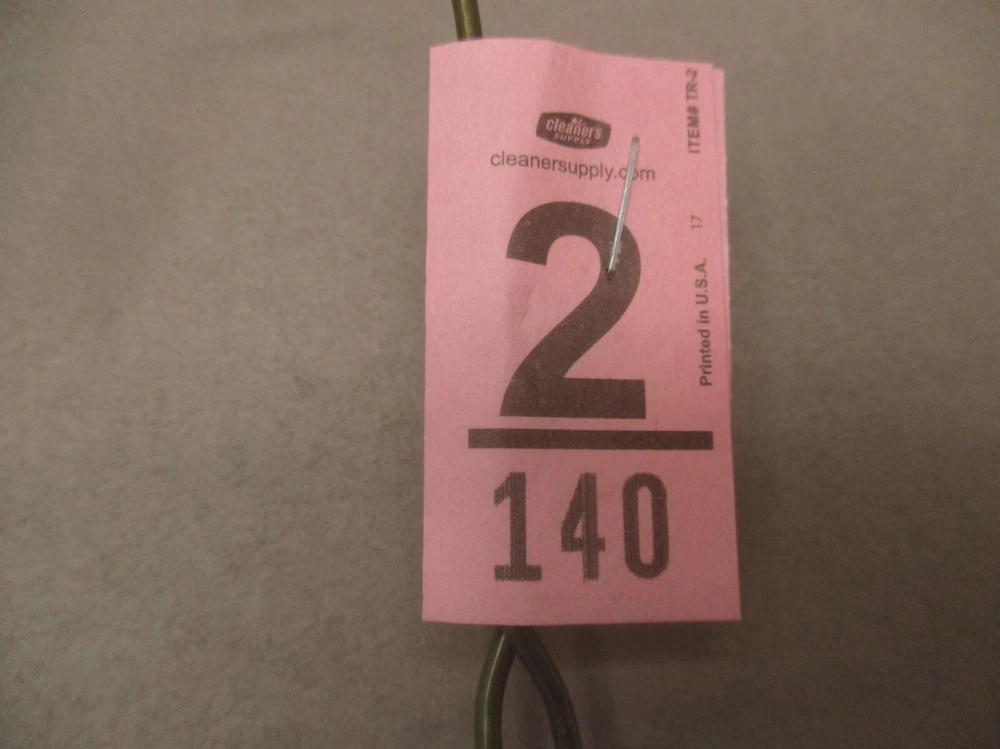 cleaners
SUPPLY
cleanersupply.com
2
140
ITEM# TR-2
17
Printed in U.S.A.